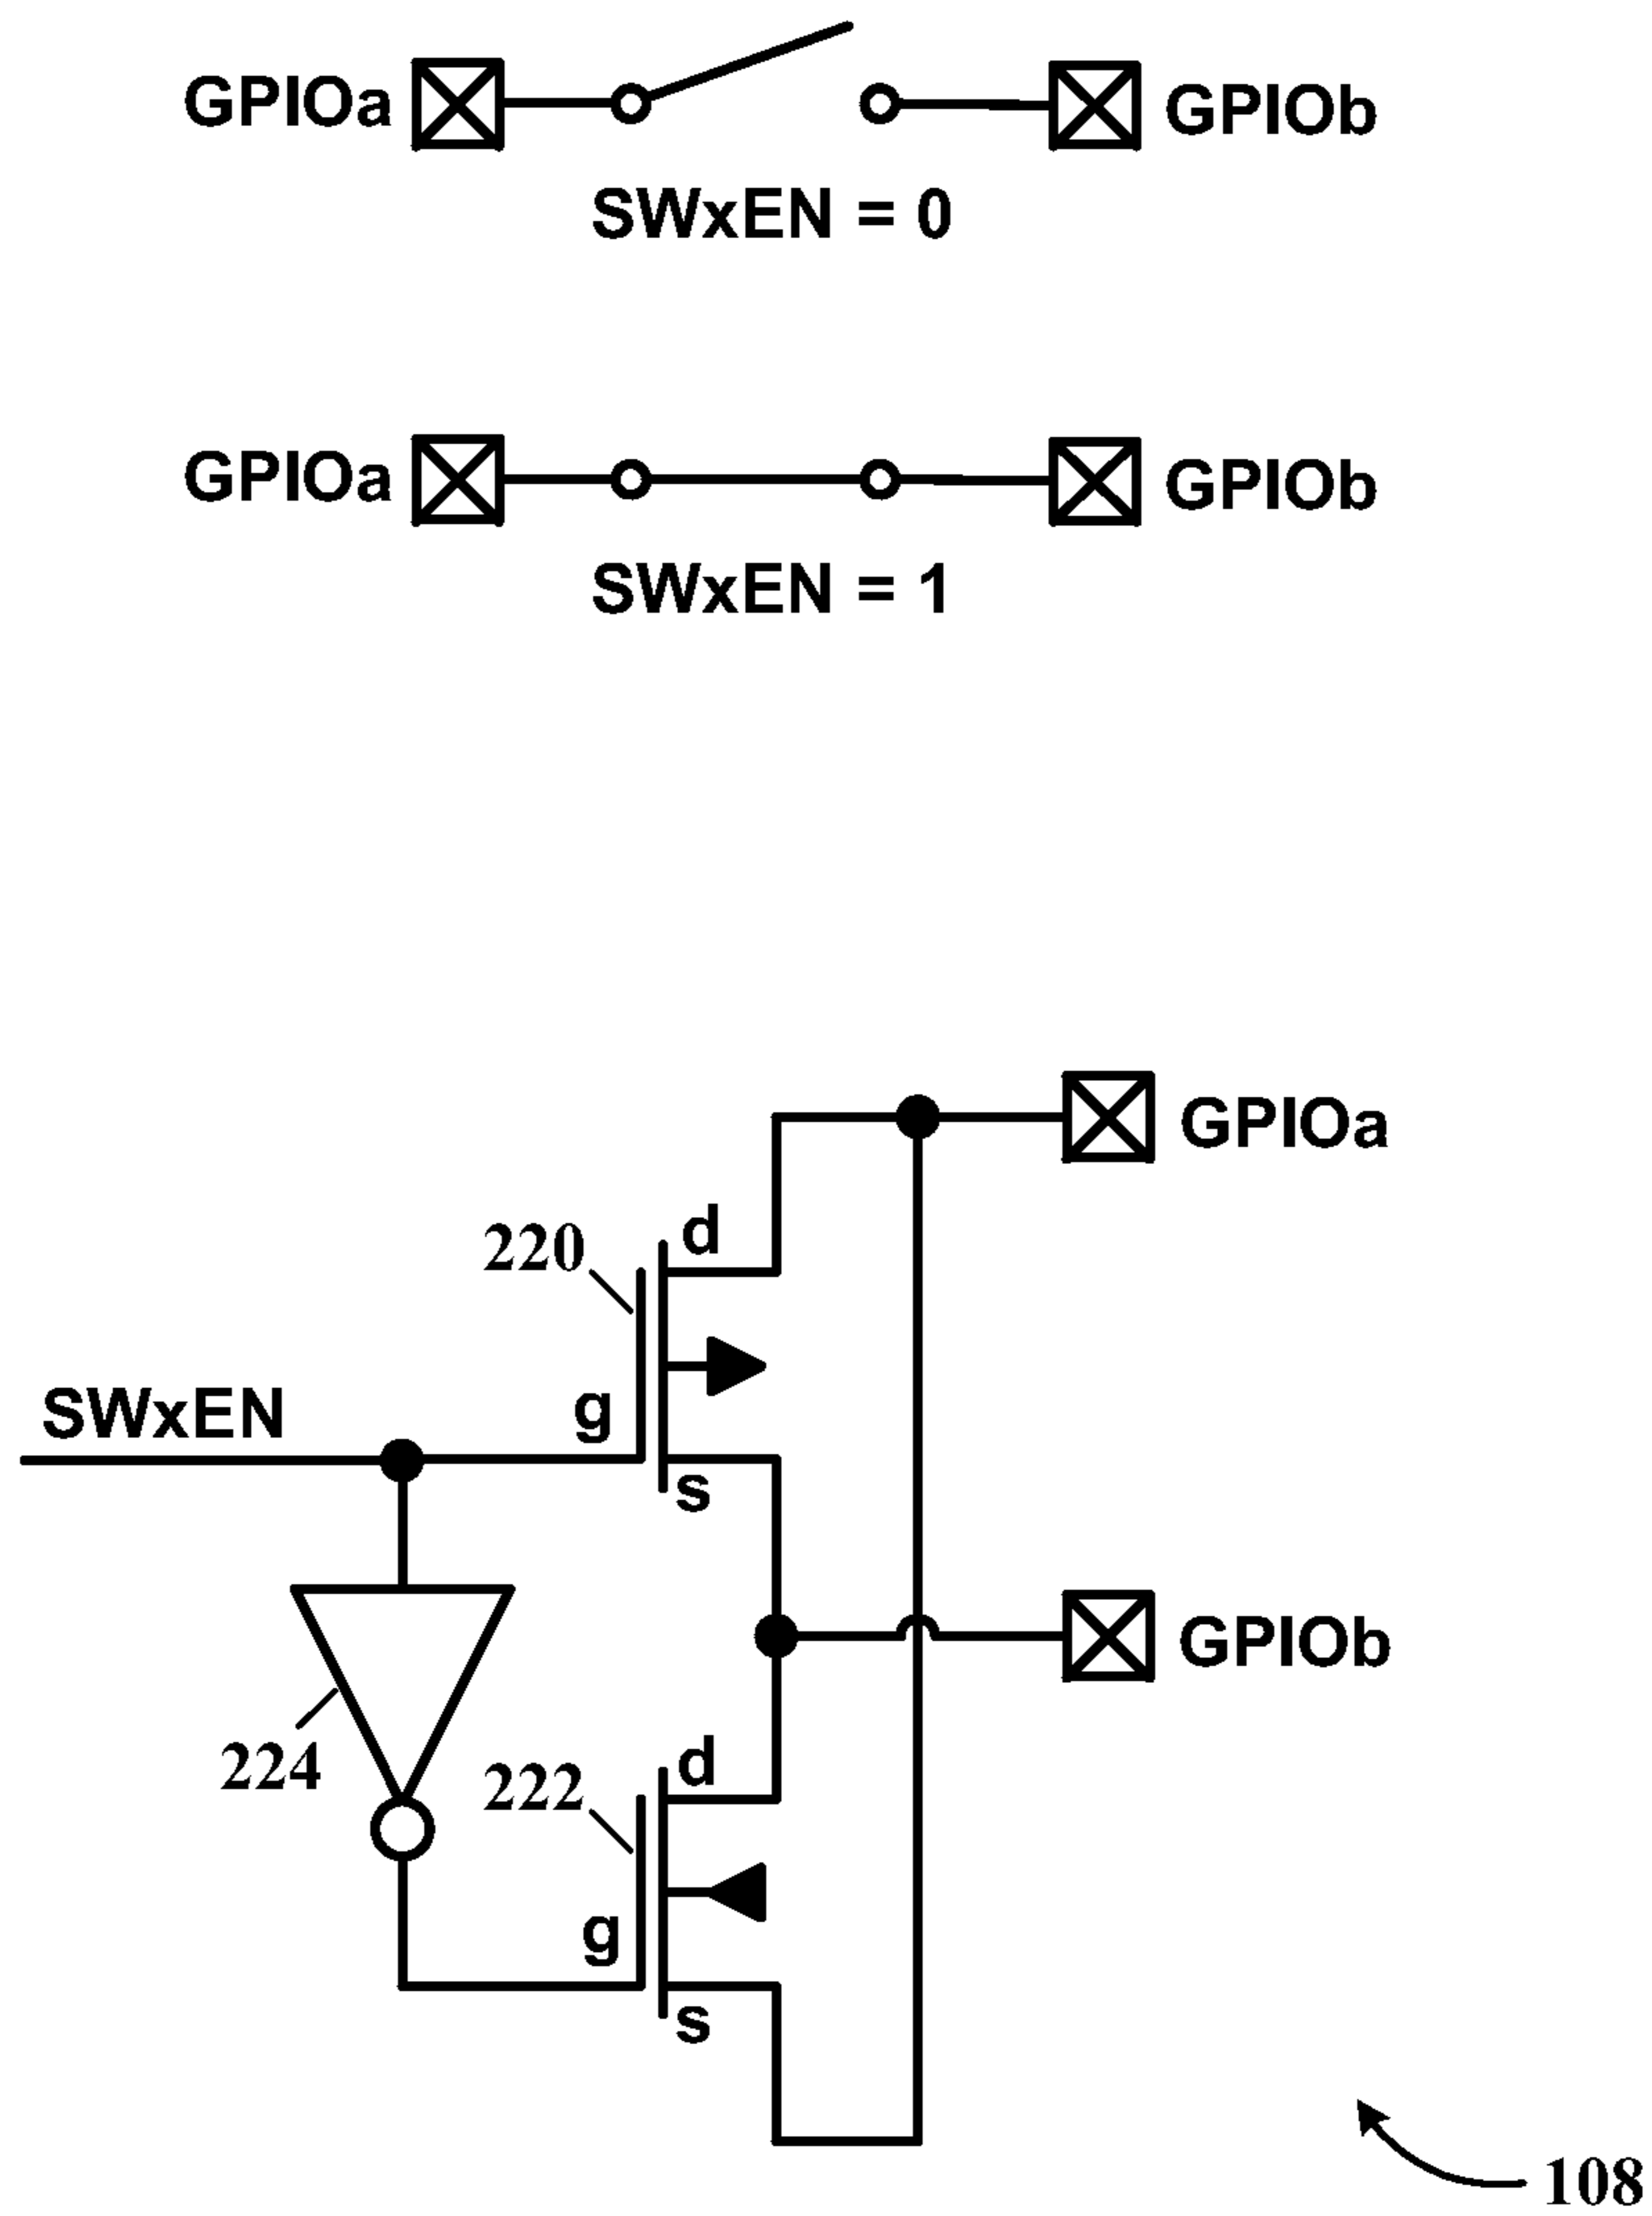 GPIOa GPIOb
SWxEN = 0
GPIOa GPIOb
SWxEN = 1
GPIOa
d
220
SWxEN
g
s
GPIOb
d
224
222
g
s
108